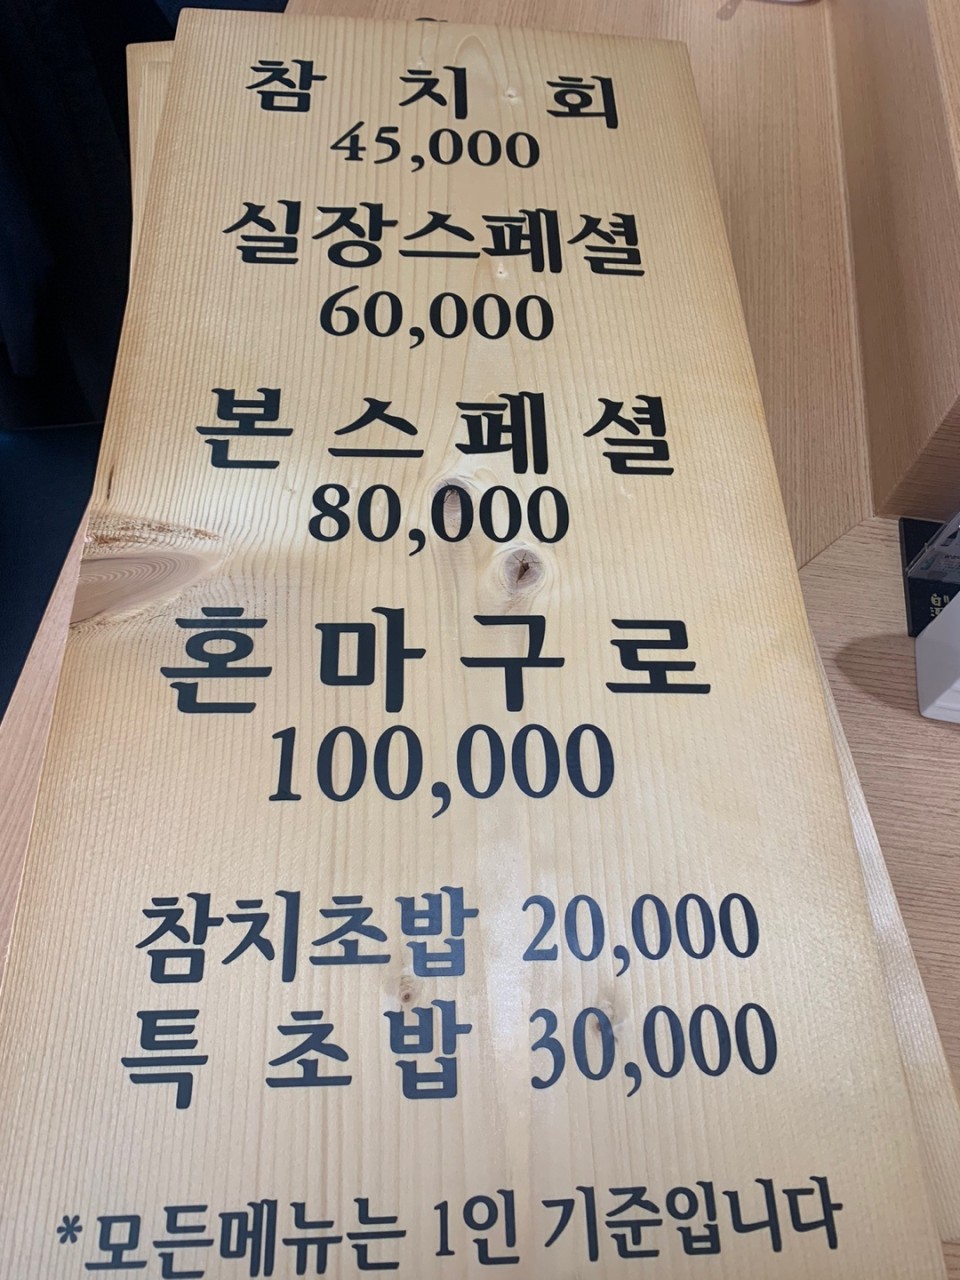 참 치 회
45,000
실장스페셜
60,000
본 스 페 셜
80,000
혼 마 구 로
100,000
참치초밥 20,000
특 초밥 30,000
*모든메뉴는 1인 기준입니다